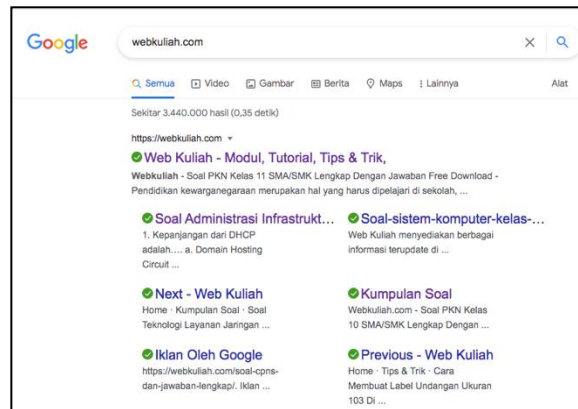 Google
webkuliah.com
Semua Video Gambar Berita Maps Lainnya Alat
Sekitar 3.440.000 hasil (0,35 detik)
https://webkuliah.com
Web Kuliah - Modul, Tutorial, Tips & Trik,
Webkuliah - Soal PKN Kelas 11 SMA/SMK Lengkap Dengan Jawaban Free Download -
Pendidikan kewarganegaraan merupakan hal yang harus dipelajari di sekolah, ...
Soal Administrasi Infrastrukt...
1. Kepanjangan dari DHCP
adalah.... a. Domain Hosting
Circuit ...
Soal-sistem-komputer-kelas-...
Web Kuliah menyediakan berbagai
informasi terupdate di ...
Next - Web Kuliah
Home · Kumpulan Soal · Soal
Teknologi Layanan Jaringan ...
Kumpulan Soal
Webkuliah.com - Soal PKN Kelas
10 SMA/SMK Lengkap Dengan ...
Iklan Oleh Google
https://webkuliah.com/soal-cpns-
dan-jawaban-lengkap/. Iklan ...
Previous - Web Kuliah
Home · Tips & Trik · Cara
Membuat Label Undangan Ukuran
103 Di ...